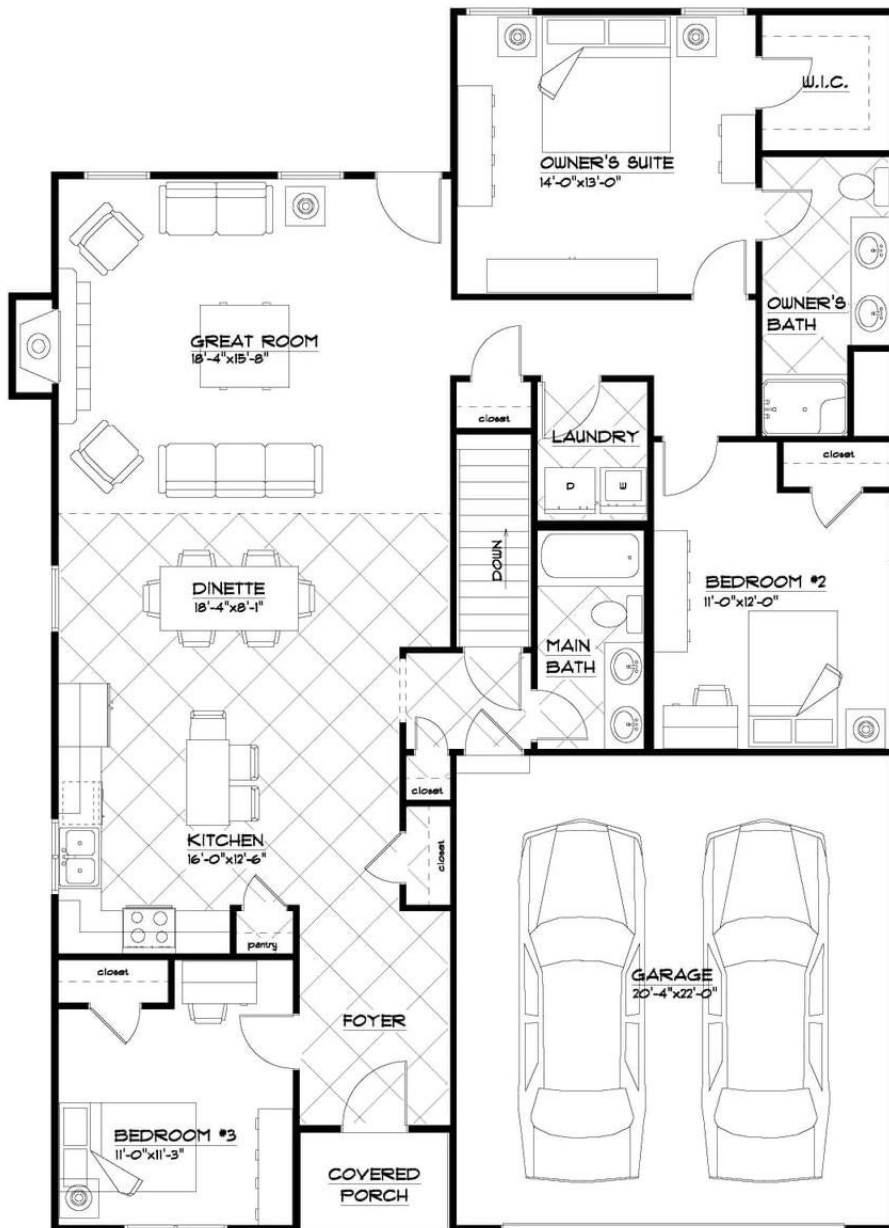 W.I.C.
OWNER'S SUITE
14'-0"x13'-0"
OWNER'S
BATH
GREAT ROOM
18'-4"x15'-8"
closet
LAUNDRY
D
W
closet
DOWN
DINETTE
18'-4"x8'-1"
BEDROOM #2
11'-0"x12'-0"
MAIN
BATH
closet
KITCHEN
16'-0"x12'-6"
closet
pantry
closet
GARAGE
20'-4"x22'-0"
FOYER
BEDROOM #3
11'-0"x11'-3"
COVERED
PORCH